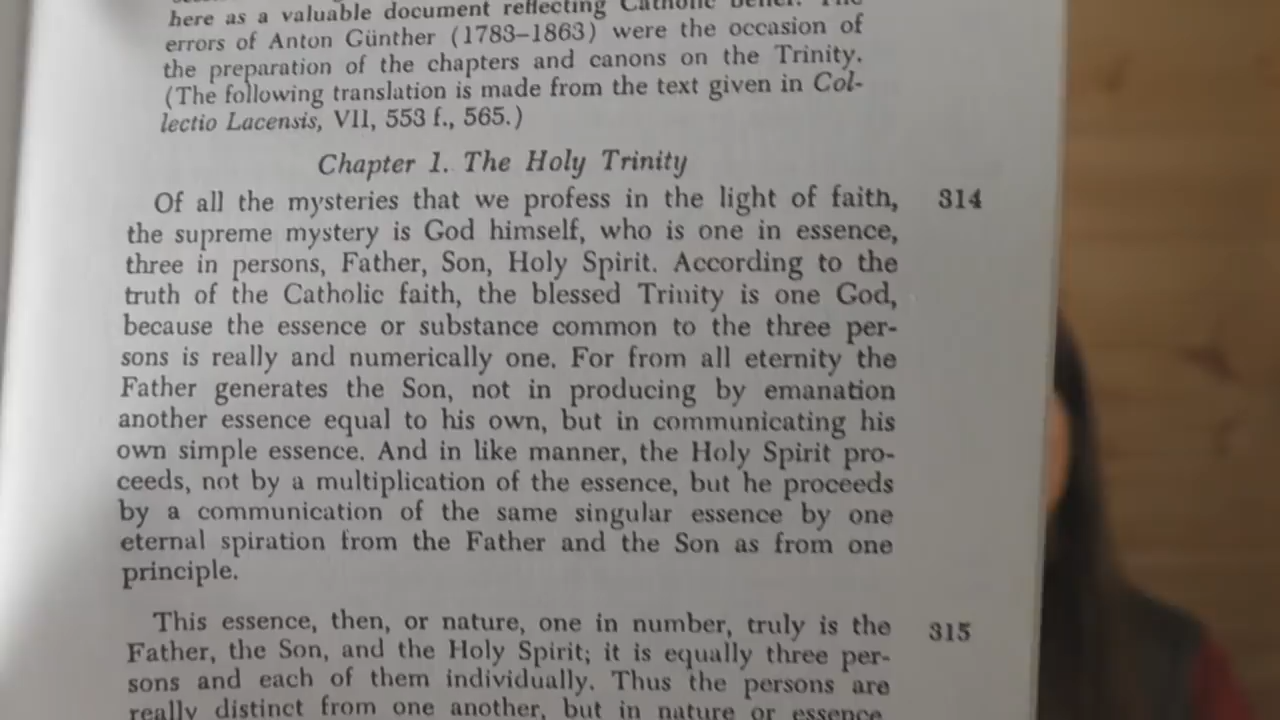 here as a valuable document reflecting Catholic belief. The
errors of Anton Günther (1783–1863) were the occasion of
the preparation of the chapters and canons on the Trinity.
(The following translation is made from the text given in Col-
lectio Lacensis, VII, 553 f., 565.)
Chapter 1. The Holy Trinity
Of all the mysteries that we profess in the light of faith, 314
the supreme mystery is God himself, who is one in essence,
three in persons, Father, Son, Holy Spirit. According to the
truth of the Catholic faith, the blessed Trinity is one God,
because the essence or substance common to the three per-
sons is really and numerically one. For from all eternity the
Father generates the Son, not in producing by emanation
another essence equal to his own, but in communicating his
own simple essence. And in like manner, the Holy Spirit pro-
ceeds, not by a multiplication of the essence, but he proceeds
by a communication of the same singular essence by one
eternal spiration from the Father and the Son as from one
principle.
This essence, then, or nature, one in number, truly is the 315
Father, the Son, and the Holy Spirit; it is equally three per-
sons and each of them individually. Thus the persons are
really distinct from one another, but in nature or essence